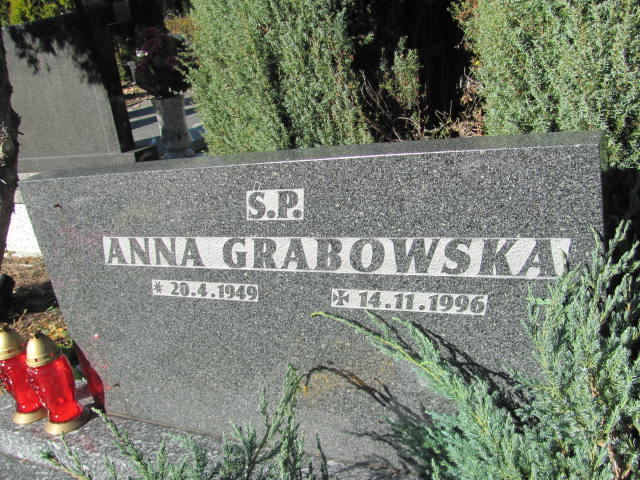 Ś.P.
ANNA GRABOWSKA
* 20.4.1949 ✠ 14.11.1996